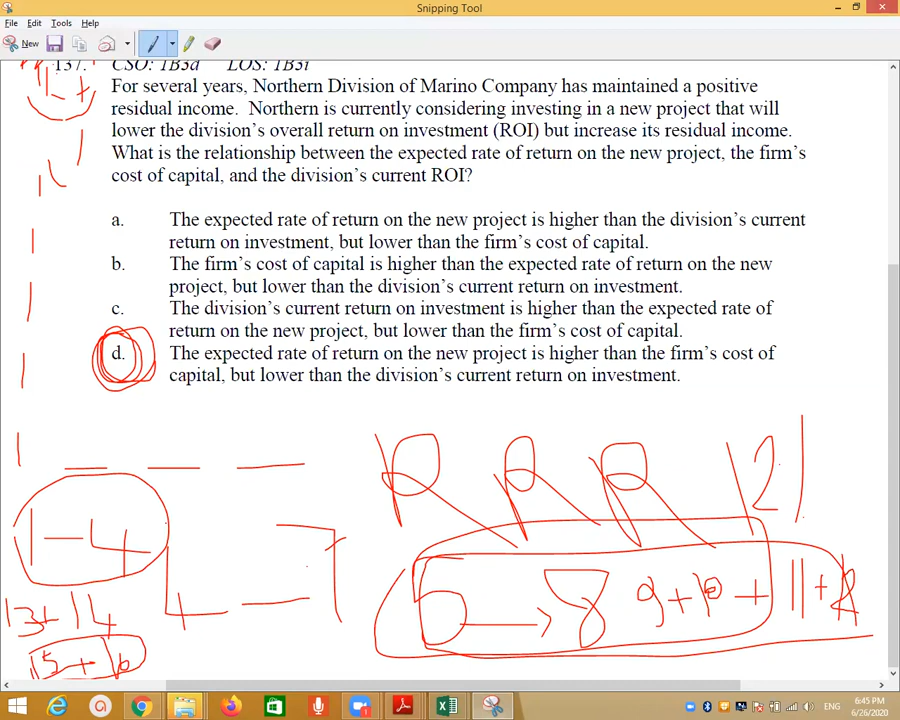 Snipping Tool
File Edit Tools Help
New
137. CSO: 1B3d LOS: 1B3i
For several years, Northern Division of Marino Company has maintained a positive
residual income. Northern is currently considering investing in a new project that will
lower the division's overall return on investment (ROI) but increase its residual income.
What is the relationship between the expected rate of return on the new project, the firm's
cost of capital, and the division's current ROI?
a. The expected rate of return on the new project is higher than the division's current
return on investment, but lower than the firm's cost of capital.
b. The firm's cost of capital is higher than the expected rate of return on the new
project, but lower than the division's current return on investment.
c. The division's current return on investment is higher than the expected rate of
return on the new project, but lower than the firm's cost of capital.
d. The expected rate of return on the new project is higher than the firm's cost of
capital, but lower than the division's current return on investment.
R R R 12
1-4
6 → 8 9+10+ 11+
13+ 14
15+ 16
ENG
6:45 PM
6/26/2020